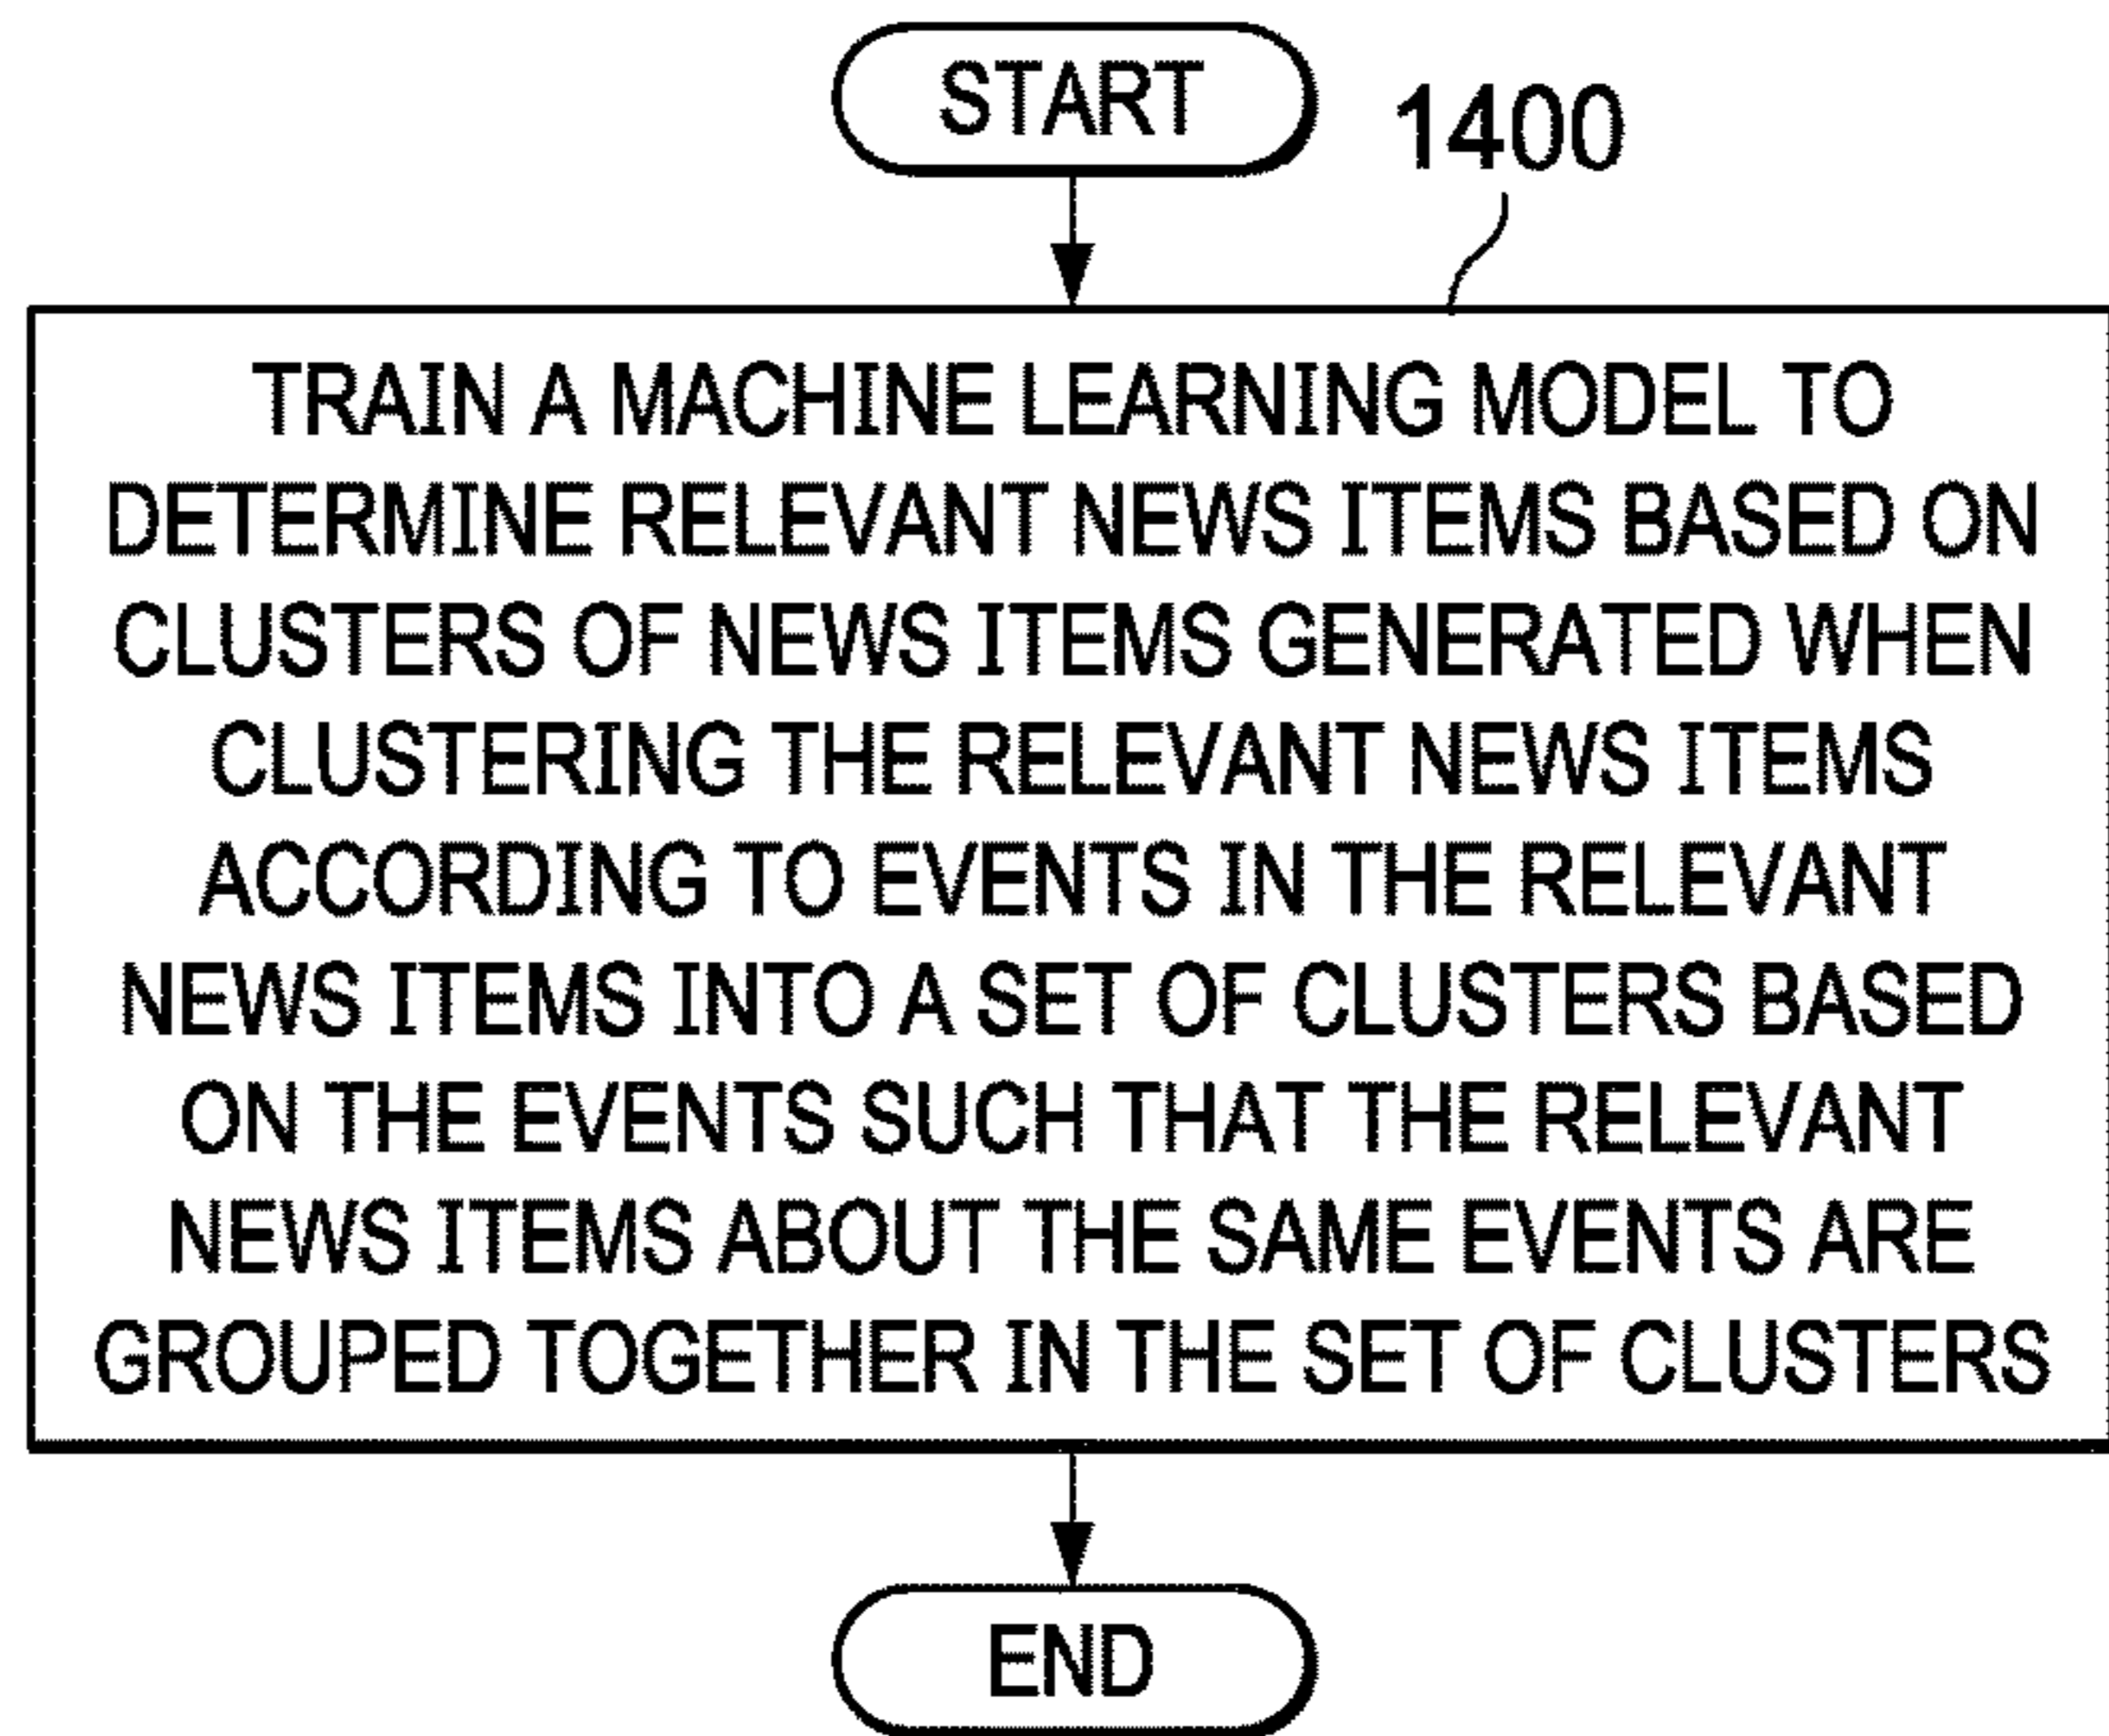 START
1400
TRAIN A MACHINE LEARNING MODEL TO
DETERMINE RELEVANT NEWS ITEMS BASED ON
CLUSTERS OF NEWS ITEMS GENERATED WHEN
CLUSTERING THE RELEVANT NEWS ITEMS
ACCORDING TO EVENTS IN THE RELEVANT
NEWS ITEMS INTO A SET OF CLUSTERS BASED
ON THE EVENTS SUCH THAT THE RELEVANT
NEWS ITEMS ABOUT THE SAME EVENTS ARE
GROUPED TOGETHER IN THE SET OF CLUSTERS
END